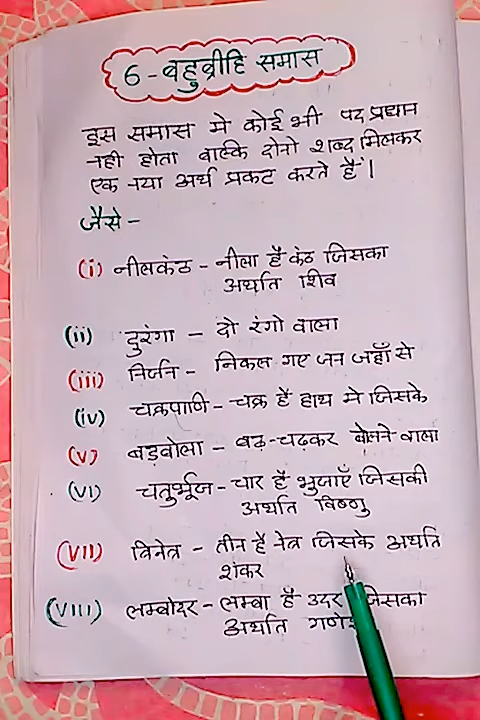 6 - बहुब्रीहि समास
इस समास मे कोई भी पद प्रधान
नही होता बाल्कि दोनो शब्द मिलकर
एक नया अर्थ प्रकट करते हैं।
जैसे -
(i) नीलकंठ - नीला हैं कंठ जिसका
अर्थात शिव
(ii) दुरंगा - दो रंगो वाला
(iii) निर्जन - निकल गए जन जहाँ से
(iv) चक्रपाणि - चक्र हैं हाथ मे जिसके
(v) बड़बोला - बढ़-चढ़कर बोलने वाला
(VI) चतुर्भूज - चार हैं भुजाएँ जिसकी
अर्थात विष्णु
(VII) त्रिनेत्र - तीन हैं नेत्र जिसके अर्थात
शंकर
(VIII) लम्बोदर - लम्बा हैं उदर जिसका
अर्थात गणेश